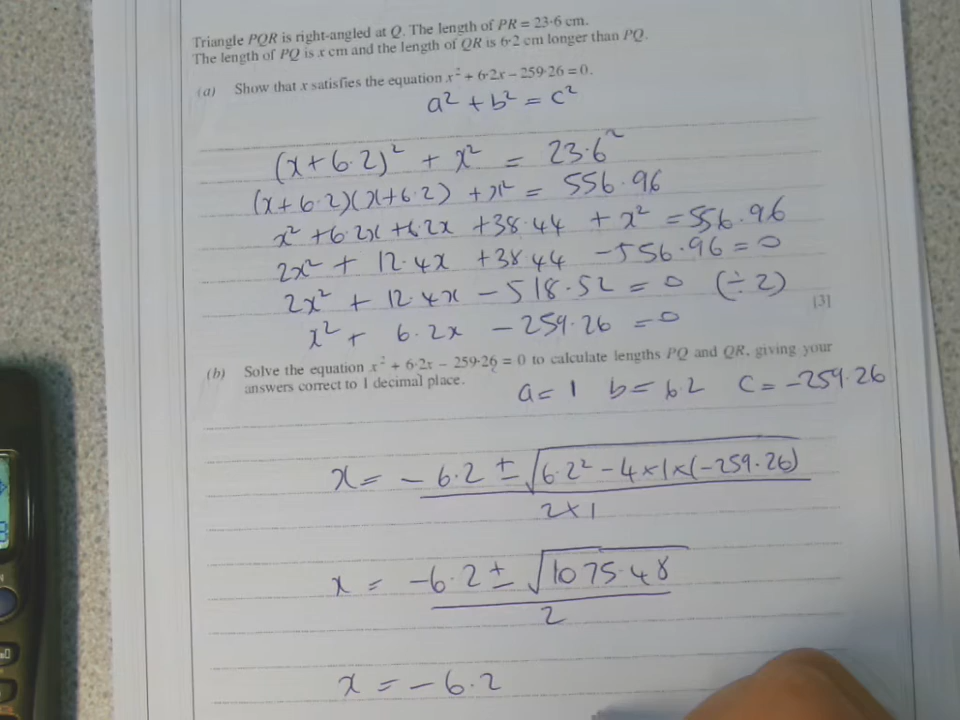 Triangle PQR is right-angled at Q. The length of PR = 23·6 cm.
The length of PQ is x cm and the length of QR is 6·2 cm longer than PQ.
(a) Show that x satisfies the equation x² + 6·2x − 259·26 = 0.
a² + b² = c²
(x+6·2)² + x² = 23·6²
(x+6·2)(x+6·2) + x² = 556·96
x² + 6·2x + 6·2x + 38·44 + x² = 556·96
2x² + 12·4x + 38·44 − 556·96 = 0
2x² + 12·4x − 518·52 = 0 (÷2)
[3]
x² + 6·2x − 259·26 = 0
(b) Solve the equation x² + 6·2x − 259·26 = 0 to calculate lengths PQ and QR, giving your
answers correct to 1 decimal place.
a = 1 b = 6·2 c = −259·26
x = −6·2 ± √6·2² − 4×1×(−259·26)
2×1
x = −6·2 ± √1075·48
2
x = −6·2